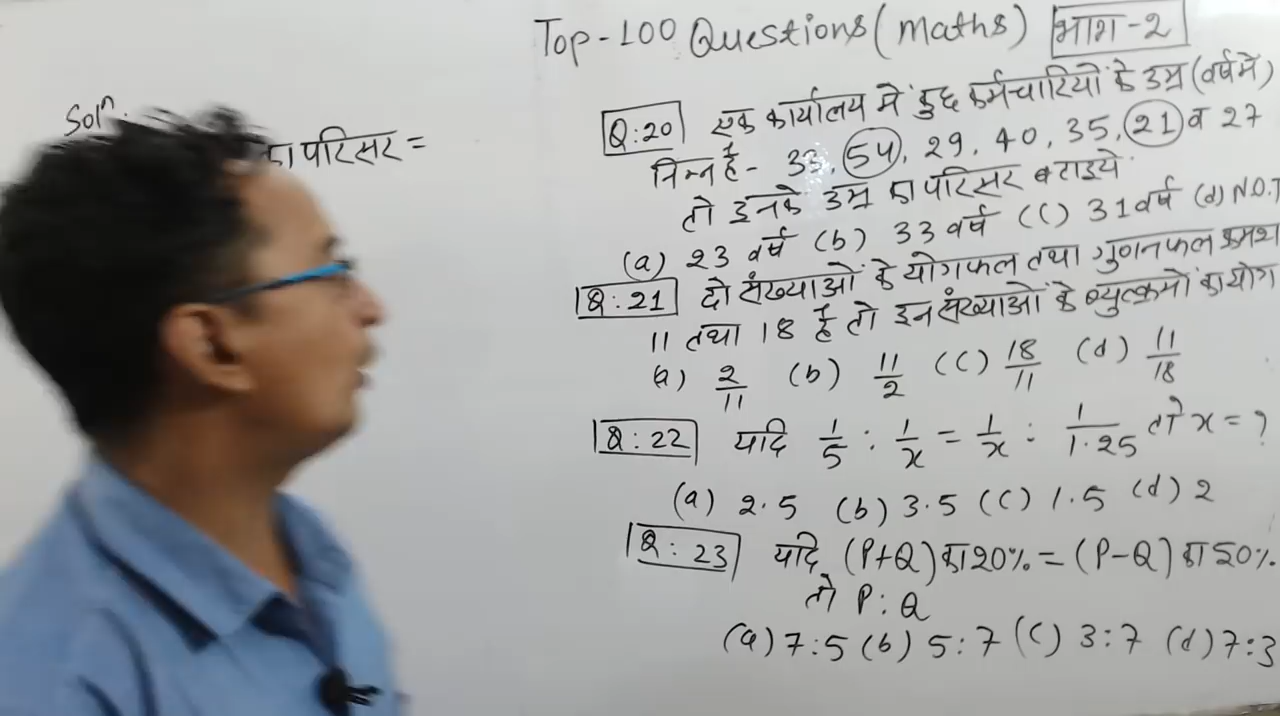 Top-100 Questions (Maths) भाग-2
Solⁿ:
का परिसर =
Q:20 एक कार्यालय में कुछ कर्मचारियों के उम्र (वर्ष में)
निम्न है- 33, 54, 29, 40, 35, 21 व 27
तो इनके उम्र का परिसर बताइये
(a) 23 वर्ष (b) 33 वर्ष (c) 31 वर्ष (d) N.O.T
Q:21 दो संख्याओं के योगफल तथा गुणनफल क्रमश
11 तथा 18 है तो इन संख्याओं के व्युत्क्रमों का योग
(a) 2/11 (b) 11/2 (c) 18/11 (d) 11/18
Q:22 यदि 1/5 : 1/x = 1/x : 1/1.25 तो x = ?
(a) 2.5 (b) 3.5 (c) 1.5 (d) 2
Q:23 यदि (P+Q) का 20% = (P-Q) का 50%
तो P:Q
(a) 7:5 (b) 5:7 (c) 3:7 (d) 7:3